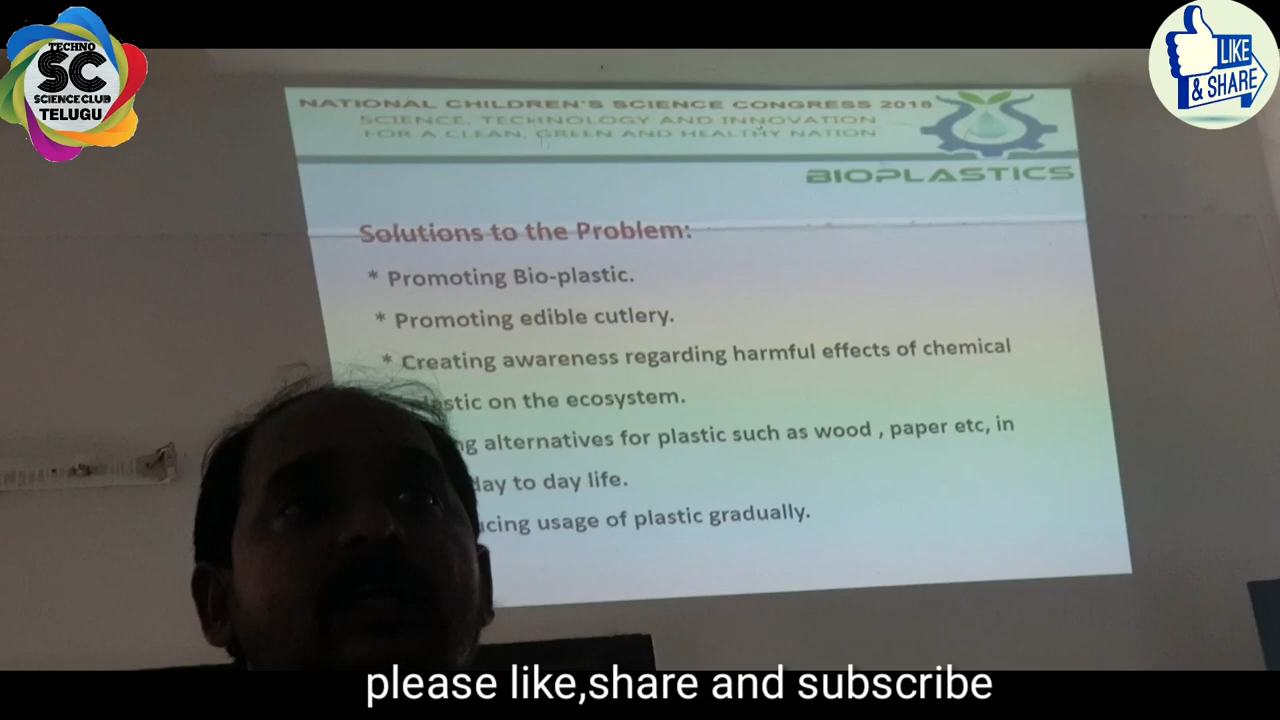 TECHNO
SC
SCIENCE CLUB
TELUGU
LIKE
& SHARE
NATIONAL CHILDREN'S SCIENCE CONGRESS 2018
SCIENCE, TECHNOLOGY AND INNOVATION
FOR A CLEAN, GREEN AND HEALTHY NATION
BIOPLASTICS
Solutions to the Problem:
* Promoting Bio-plastic.
* Promoting edible cutlery.
* Creating awareness regarding harmful effects of chemical
on the ecosystem.
alternatives for plastic such as wood , paper etc, in
day to day life.
usage of plastic gradually.
please like,share and subscribe